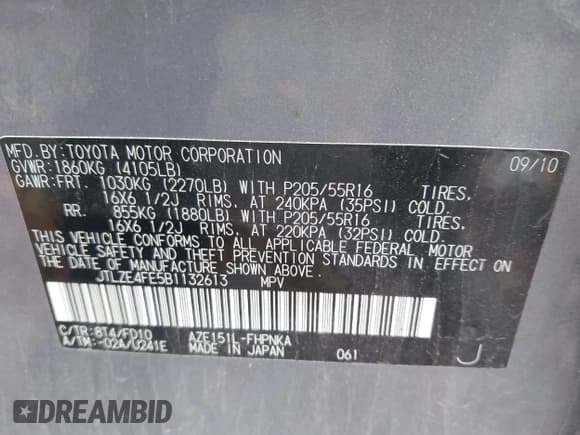 MFD. BY: TOYOTA MOTOR CORPORATION 09/10
GVWR: 1860KG (4105LB)
GAWR: FRT. 1030KG (2270LB) WITH P205/55R16 TIRES.
16X6 1/2J RIMS. AT 240KPA (35PSI) COLD.
RR. 855KG (1880LB) WITH P205/55R16 TIRES.
16X6 1/2J RIMS. AT 220KPA (32PSI) COLD.
THIS VEHICLE CONFORMS TO ALL APPLICABLE FEDERAL MOTOR
VEHICLE SAFETY AND THEFT PREVENTION STANDARDS IN EFFECT ON
THE DATE OF MANUFACTURE SHOWN ABOVE.
JTLZE4FE5B1132613 MPV
C/TR: 8T4/FD10 AZE151L-FHPNKA
A/TM: -02A/U241E MADE IN JAPAN 061 J
DREAMBID